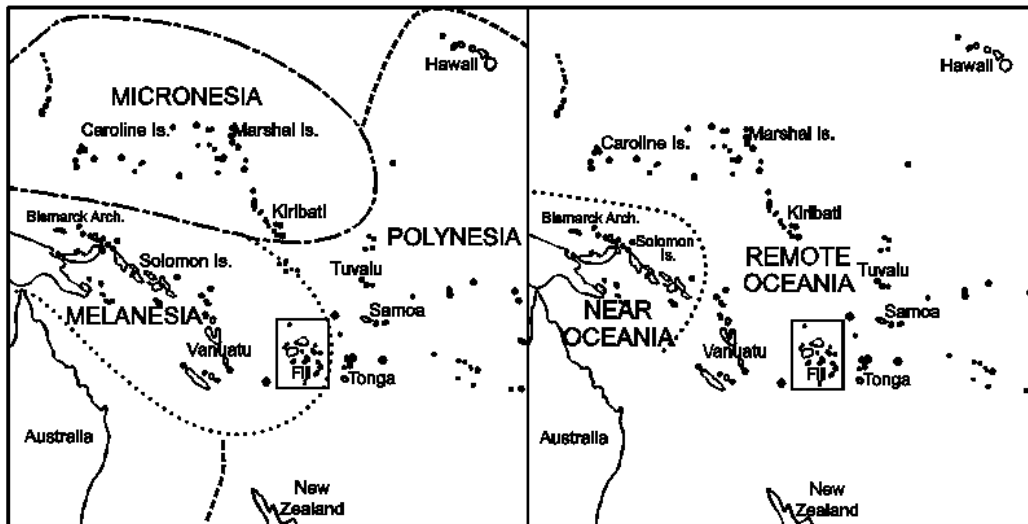 Hawaii
MICRONESIA
Caroline Is.
Marshal Is.
Bismarck Arch.
Kiribati
POLYNESIA
Solomon Is.
Tuvalu
MELANESIA
Samoa
Vanuatu
Fiji
Tonga
Australia
New
Zealand
Hawaii
Marshal Is.
Caroline Is.
Bismarck Arch.
Kiribati
Solomon
Is.
REMOTE
OCEANIA
Tuvalu
NEAR
OCEANIA
Samoa
Vanuatu
Fiji
Tonga
Australia
New
Zealand